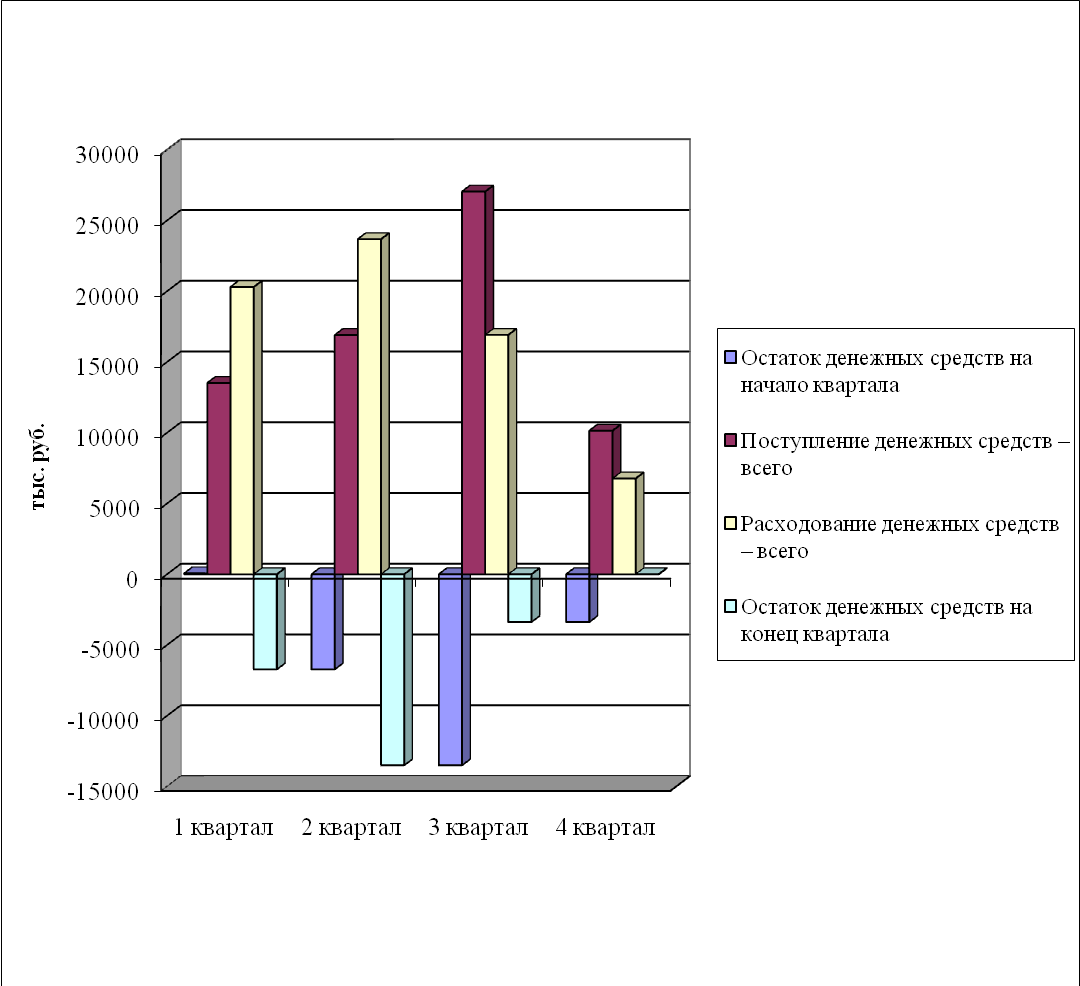 30000
25000
20000
15000
10000
5000
0
-5000
-10000
-15000
тыс. руб.
1 квартал
2 квартал
3 квартал
4 квартал
Остаток денежных средств на
начало квартала
Поступление денежных средств –
всего
Расходование денежных средств
– всего
Остаток денежных средств на
конец квартала